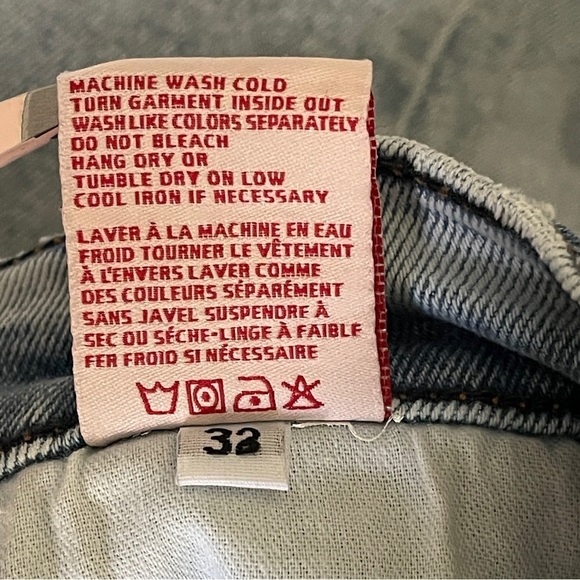 MACHINE WASH COLD
TURN GARMENT INSIDE OUT
WASH LIKE COLORS SEPARATELY
DO NOT BLEACH
HANG DRY OR
TUMBLE DRY ON LOW
COOL IRON IF NECESSARY
LAVER À LA MACHINE EN EAU
FROID TOURNER LE VÊTEMENT
À L'ENVERS LAVER COMME
DES COULEURS SÉPARÉMENT
SANS JAVEL SUSPENDRE À
SEC OU SÉCHE-LINGE À FAIBLE
FER FROID SI NÉCESSAIRE
32